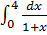 ∫₀⁴ dx/(1+x)